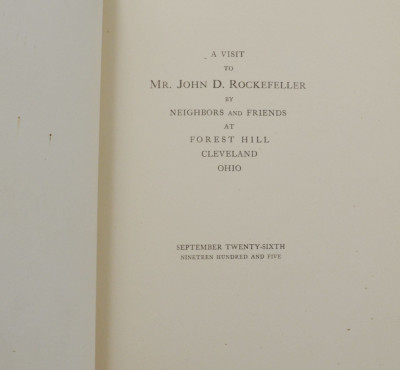 A VISIT
TO
MR. JOHN D. ROCKEFELLER
BY
NEIGHBORS AND FRIENDS
AT
FOREST HILL
CLEVELAND
OHIO
SEPTEMBER TWENTY-SIXTH
NINETEEN HUNDRED AND FIVE